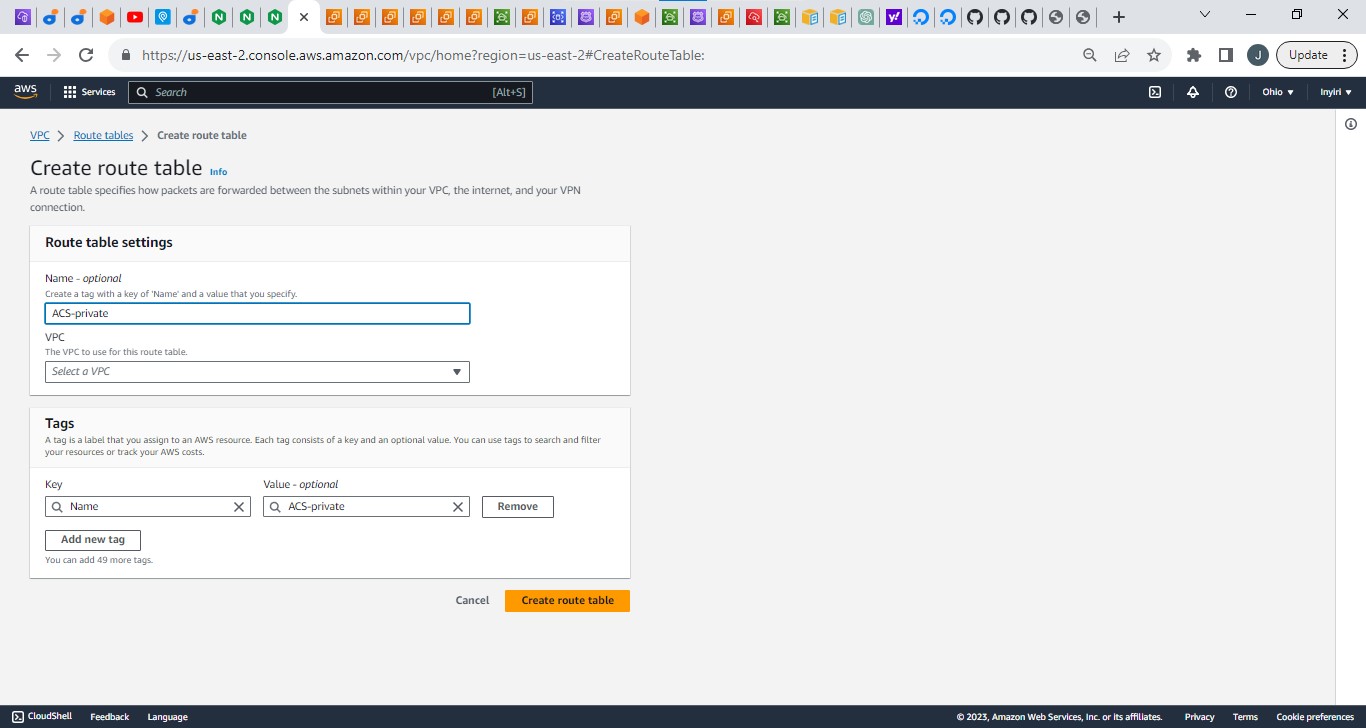 https://us-east-2.console.aws.amazon.com/vpc/home?region=us-east-2#CreateRouteTable:
J
Update
aws
Services
Search
[Alt+S]
Ohio
Inyiri
VPC
Route tables
Create route table
Create route table
Info
A route table specifies how packets are forwarded between the subnets within your VPC, the internet, and your VPN
connection.
Route table settings
Name - optional
Create a tag with a key of 'Name' and a value that you specify.
ACS-private
VPC
The VPC to use for this route table.
Select a VPC
Tags
A tag is a label that you assign to an AWS resource. Each tag consists of a key and an optional value. You can use tags to search and filter
your resources or track your AWS costs.
Key
Value - optional
Name
ACS-private
Remove
Add new tag
You can add 49 more tags.
Cancel
Create route table
CloudShell
Feedback
Language
© 2023, Amazon Web Services, Inc. or its affiliates.
Privacy
Terms
Cookie preferences